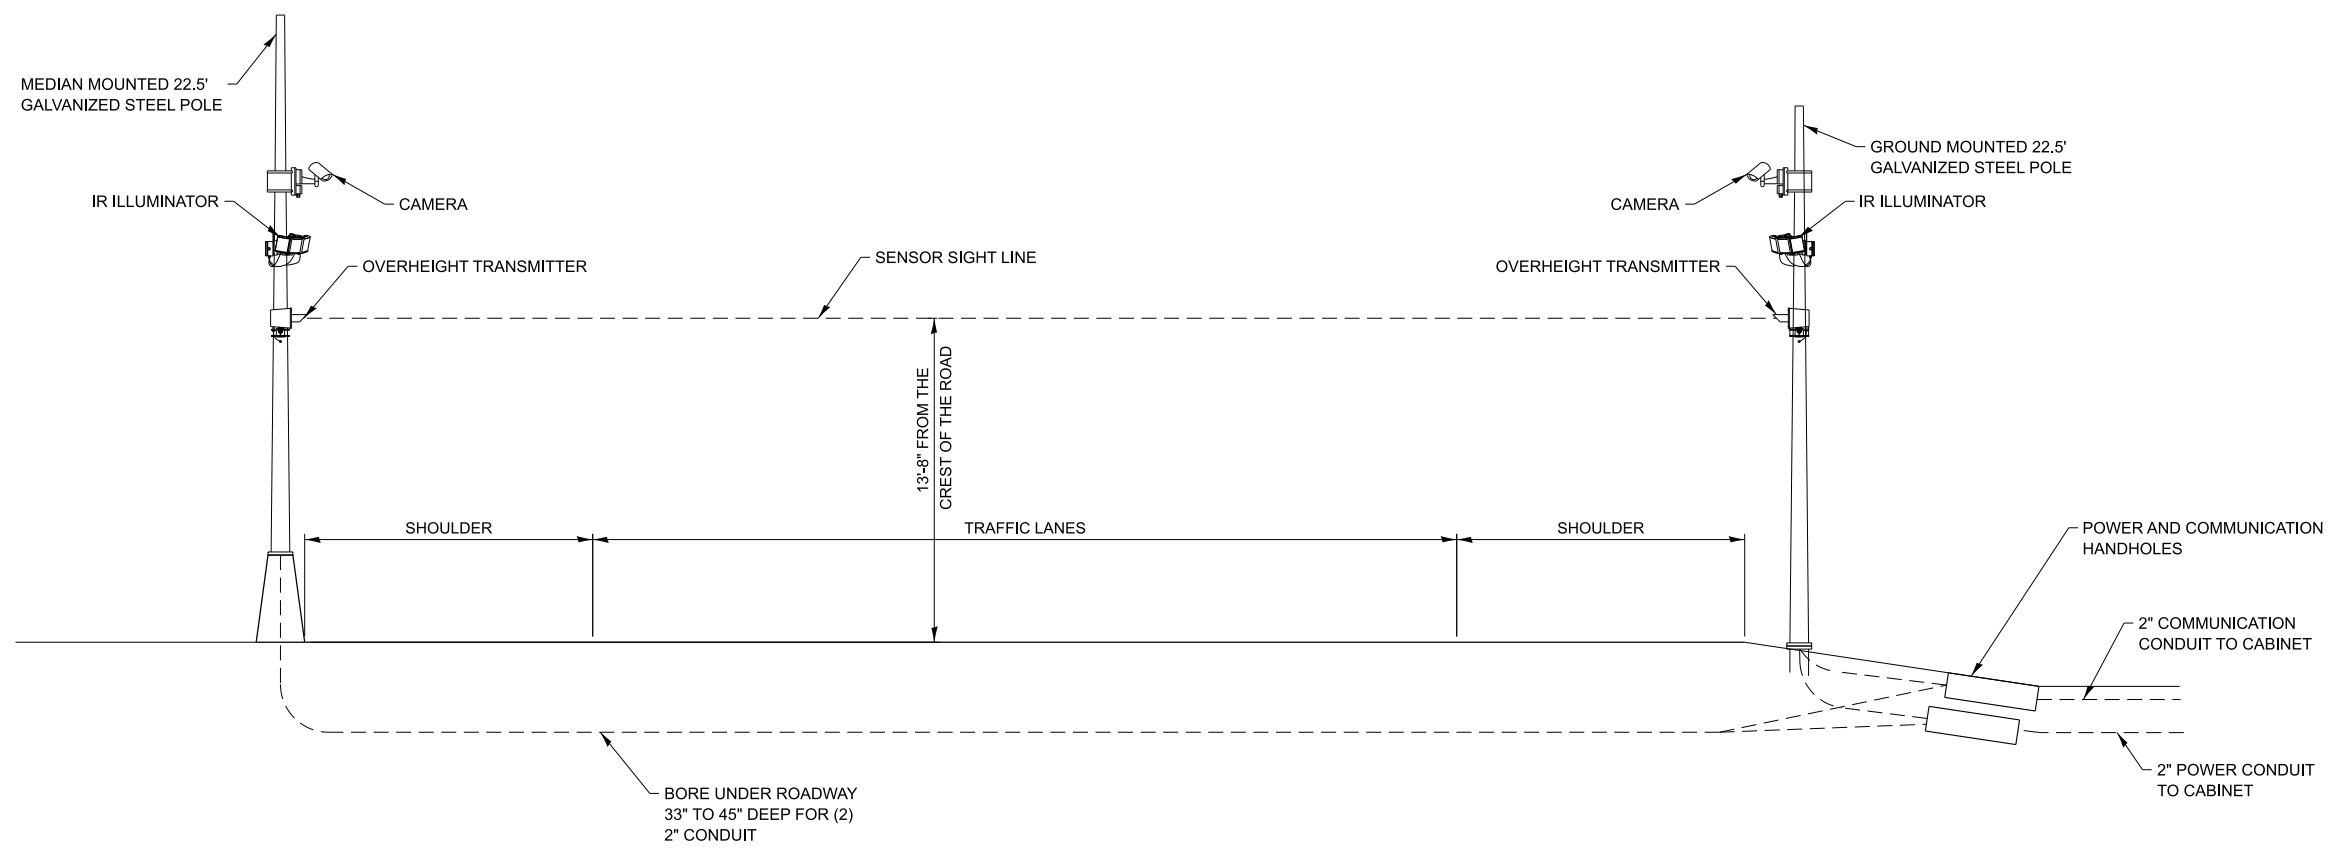 MEDIAN MOUNTED 22.5'
GALVANIZED STEEL POLE
IR ILLUMINATOR
CAMERA
OVERHEIGHT TRANSMITTER
SENSOR SIGHT LINE
GROUND MOUNTED 22.5'
GALVANIZED STEEL POLE
CAMERA
IR ILLUMINATOR
OVERHEIGHT TRANSMITTER
13'-8" FROM THE
CREST OF THE ROAD
SHOULDER
TRAFFIC LANES
SHOULDER
POWER AND COMMUNICATION
HANDHOLES
2" COMMUNICATION
CONDUIT TO CABINET
2" POWER CONDUIT
TO CABINET
BORE UNDER ROADWAY
33" TO 45" DEEP FOR (2)
2" CONDUIT